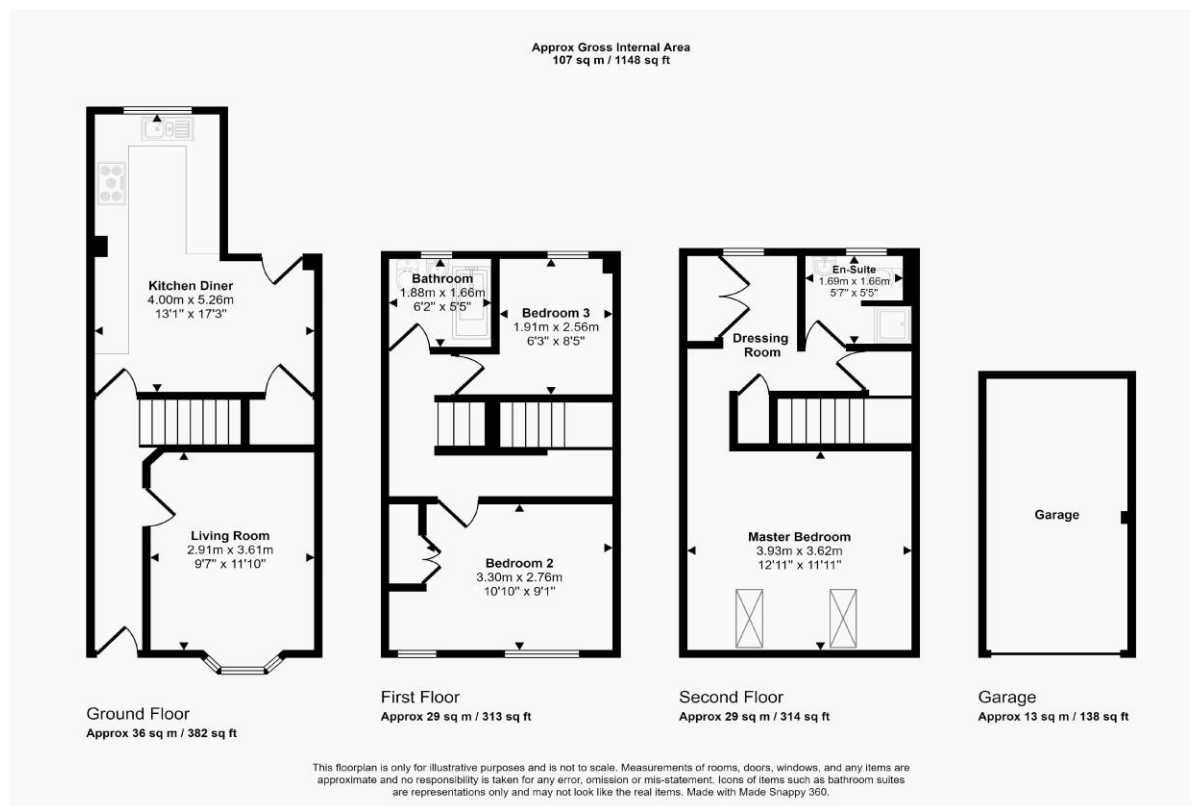 Approx Gross Internal Area
107 sq m / 1148 sq ft
Kitchen Diner
4.00m x 5.26m
13'1" x 17'3"
Living Room
2.91m x 3.61m
9'7" x 11'10"
Ground Floor
Approx 36 sq m / 382 sq ft
Bathroom
1.88m x 1.66m
6'2" x 5'5"
Bedroom 3
1.91m x 2.56m
6'3" x 8'5"
Bedroom 2
3.30m x 2.76m
10'10" x 9'1"
First Floor
Approx 29 sq m / 313 sq ft
En-Suite
1.69m x 1.66m
5'7" x 5'5"
Dressing
Room
Master Bedroom
3.93m x 3.62m
12'11" x 11'11"
Second Floor
Approx 29 sq m / 314 sq ft
Garage
Garage
Approx 13 sq m / 138 sq ft
This floorplan is only for illustrative purposes and is not to scale. Measurements of rooms, doors, windows, and any items are
approximate and no responsibility is taken for any error, omission or mis-statement. Icons of items such as bathroom suites
are representations only and may not look like the real items. Made with Made Snappy 360.